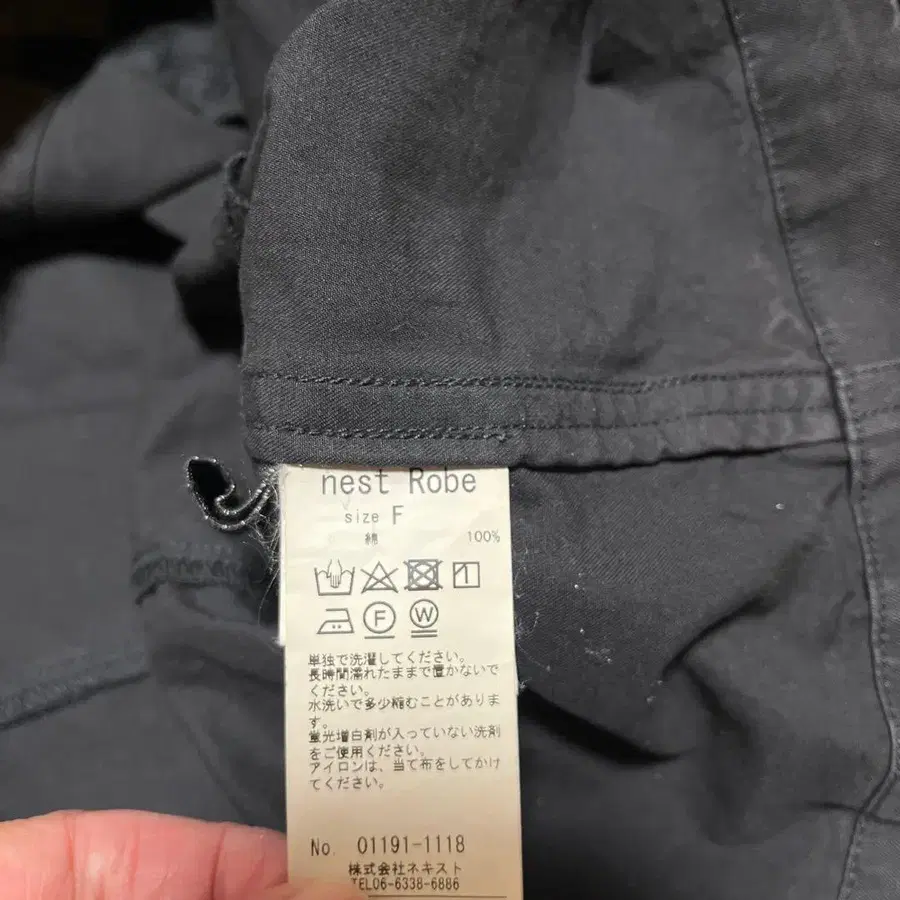 nest Robe
size F
綿 100%
F W
単独で洗濯してください。
長時間濡れたままで置かないで
ください。
水洗いで多少縮むことがありま
す。
蛍光増白剤が入っていない洗剤
をご使用ください。
アイロンは、当て布をしてかけ
てください。
No. 01191-1118
株式会社ネキスト
TEL06-6338-6886